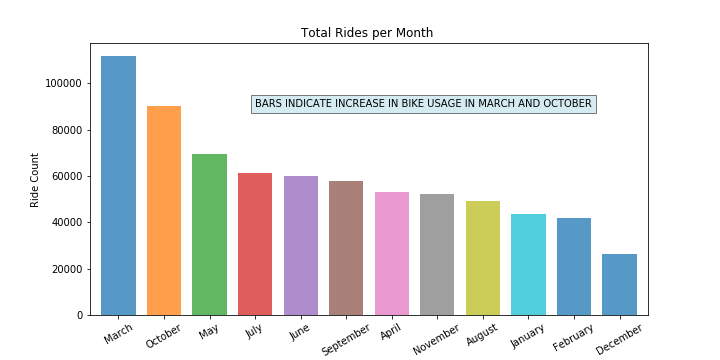 Total Rides per Month
BARS INDICATE INCREASE IN BIKE USAGE IN MARCH AND OCTOBER
Ride Count
100000
80000
60000
40000
20000
0
March
October
May
July
June
September
April
November
August
January
February
December